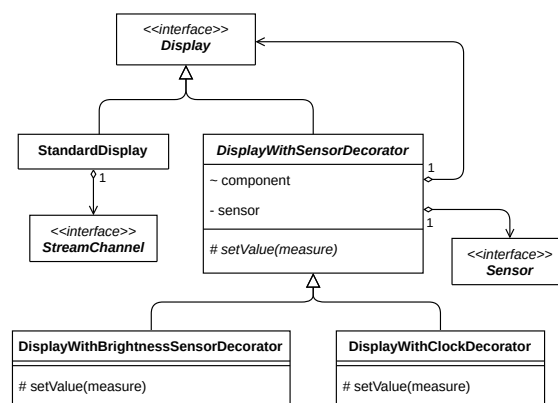 <<interface>>
Display
StandardDisplay
1
<<interface>>
StreamChannel
DisplayWithSensorDecorator
~ component
1
- sensor
1
# setValue(measure)
<<interface>>
Sensor
DisplayWithBrightnessSensorDecorator
# setValue(measure)
DisplayWithClockDecorator
# setValue(measure)